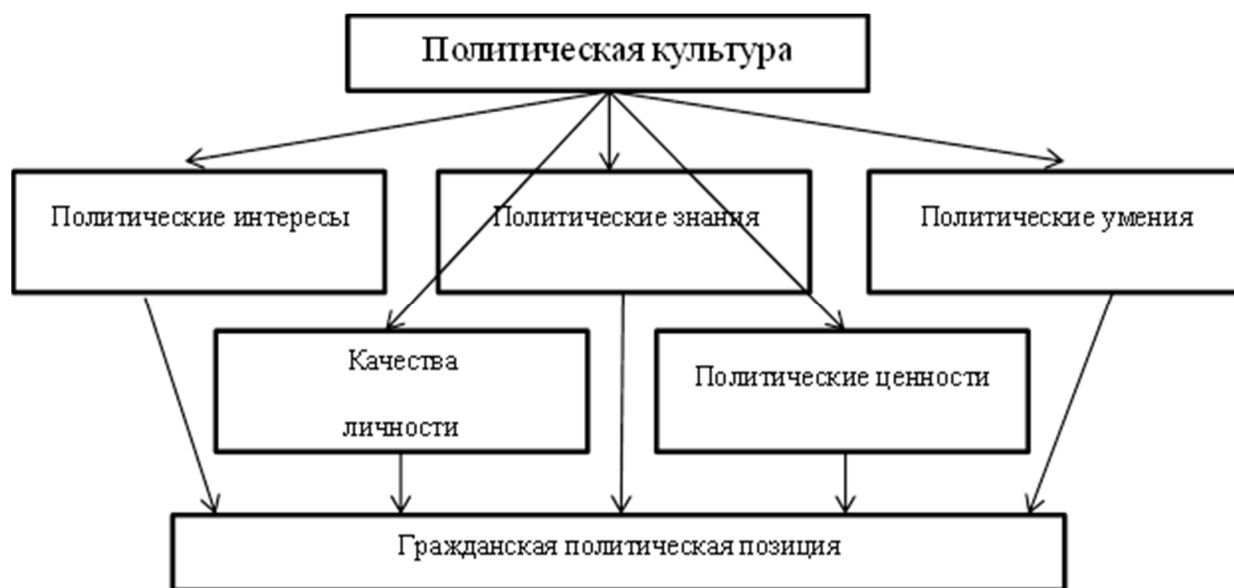 Политическая культура
Политические интересы
Политические знания
Политические умения
Качества
личности
Политические ценности
Гражданская политическая позиция